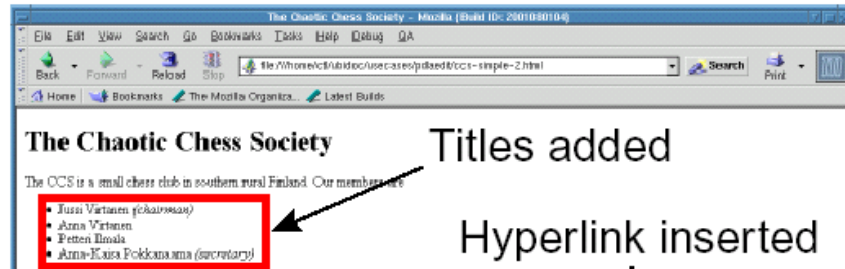 The Chaotic Chess Society - Mozilla {Build ID: 2001080104}
File Edit View Search Go Bookmarks Tasks Help Debug QA
Back Forward Reload Stop file:///home/ctl/ubidoc/usecases/pdaedit/ccs-simple-2.html Search Print
Home Bookmarks The Mozilla Organiza... Latest Builds
The Chaotic Chess Society
Titles added
The CCS is a small chess club in southern rural Finland. Our members are
Jussi Virtanen (chairman)
Anna Virtanen
Petteri Ilmala
Anna-Kaisa Pokkanaama (secretary)
Hyperlink inserted